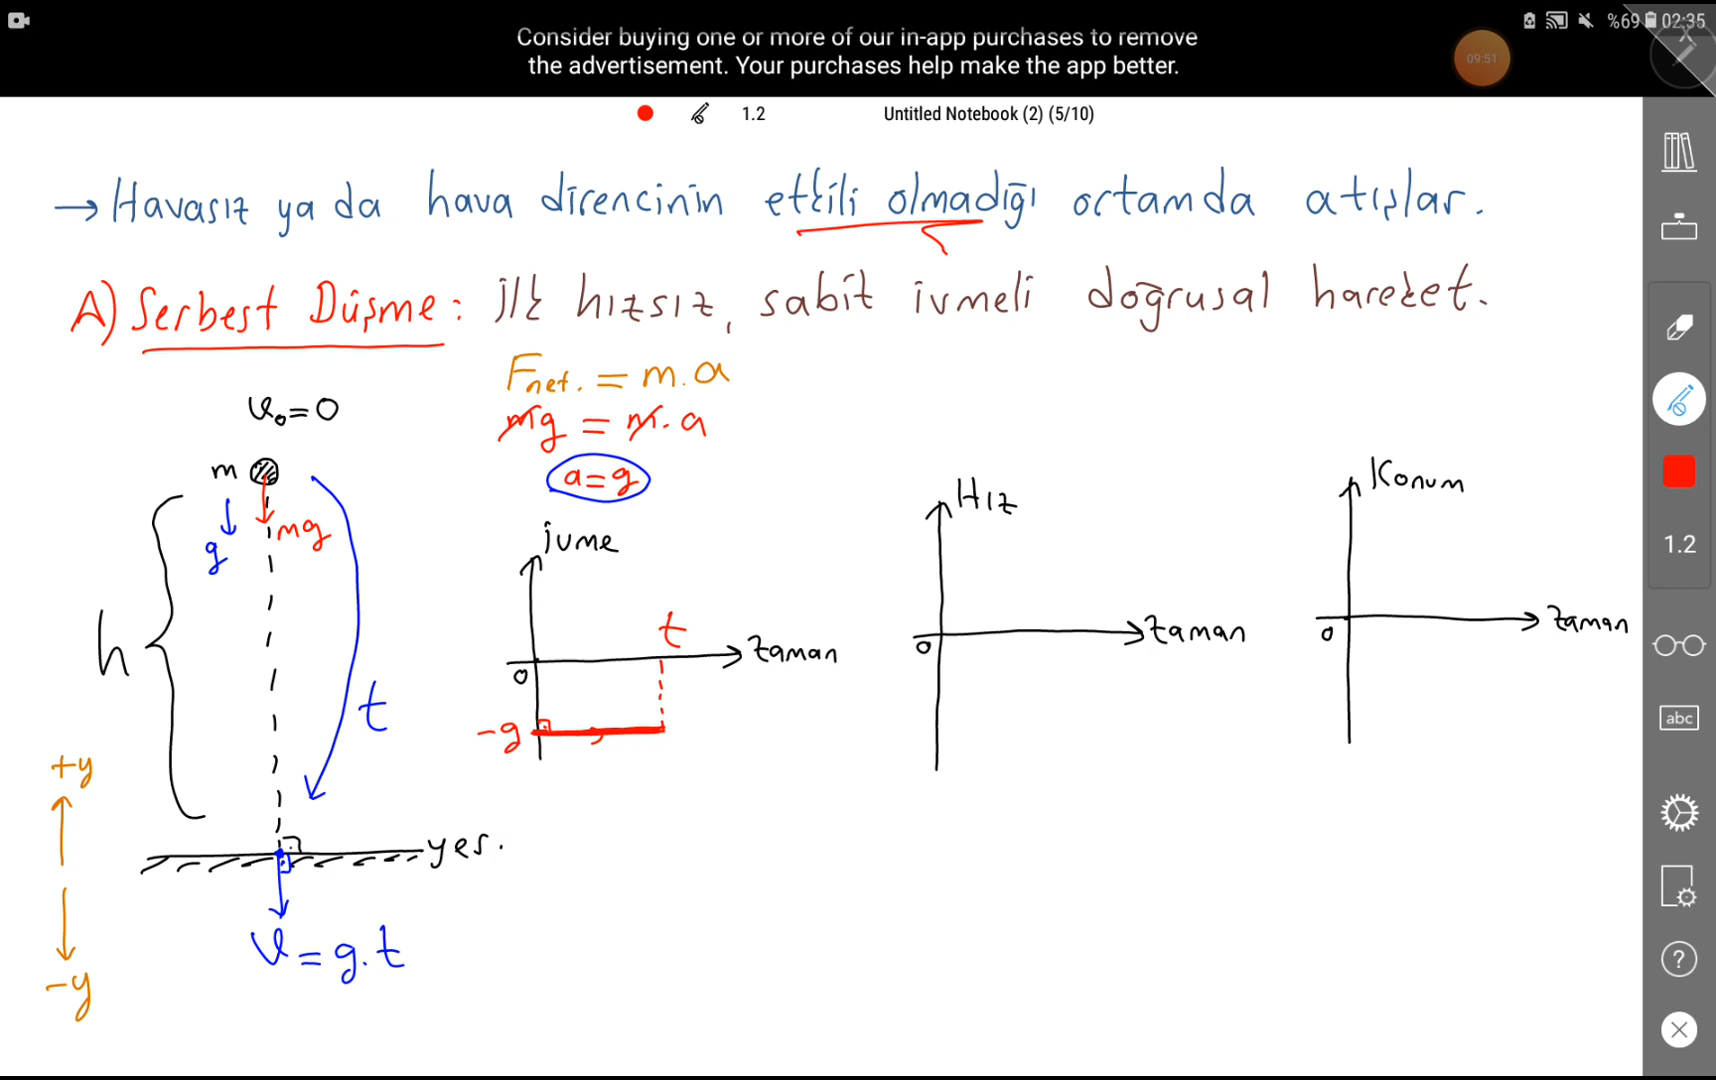 %69 02:35
Consider buying one or more of our in-app purchases to remove
the advertisement. Your purchases help make the app better.
X
09:51
1.2 Untitled Notebook (2) (5/10)
→ Havasız ya da hava direncinin etkili olmadığı ortamda atışlar.
A) Serbest Düşme: İlk hızsız, sabit ivmeli doğrusal hareket.
Fnet. = m.a
mg = m.a
a=g
v₀=0
m
g
mg
h
t
yer.
v = g.t
+y
-y
ivme
t
zaman
0
-g
Hız
zaman
0
Konum
zaman
0
1.2
abc
?